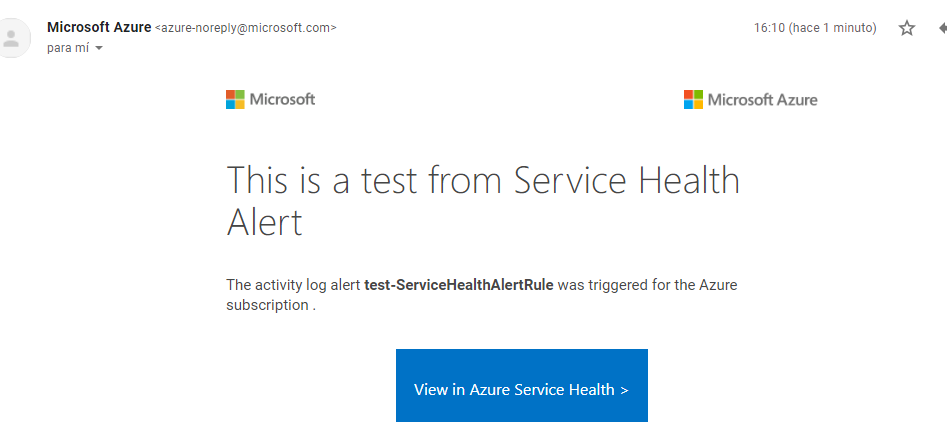 Microsoft Azure <azure-noreply@microsoft.com> 16:10 (hace 1 minuto)
para mí
Microsoft Microsoft Azure
This is a test from Service Health
Alert
The activity log alert test-ServiceHealthAlertRule was triggered for the Azure
subscription .
View in Azure Service Health >